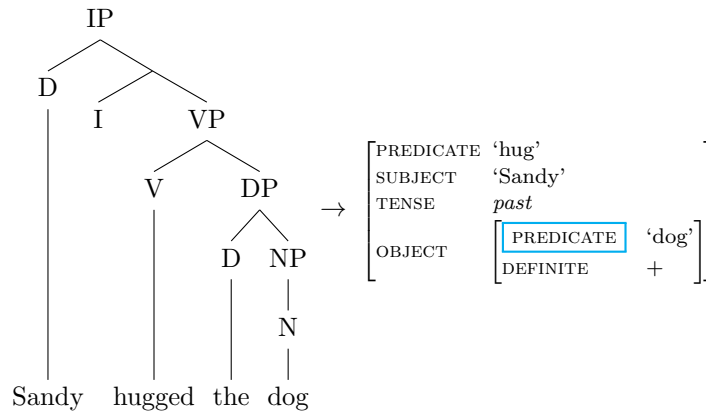 IP
D
I
VP
V
DP
D NP
N
Sandy hugged the dog
→
PREDICATE ‘hug’
SUBJECT ‘Sandy’
TENSE past
OBJECT
PREDICATE ‘dog’
DEFINITE +